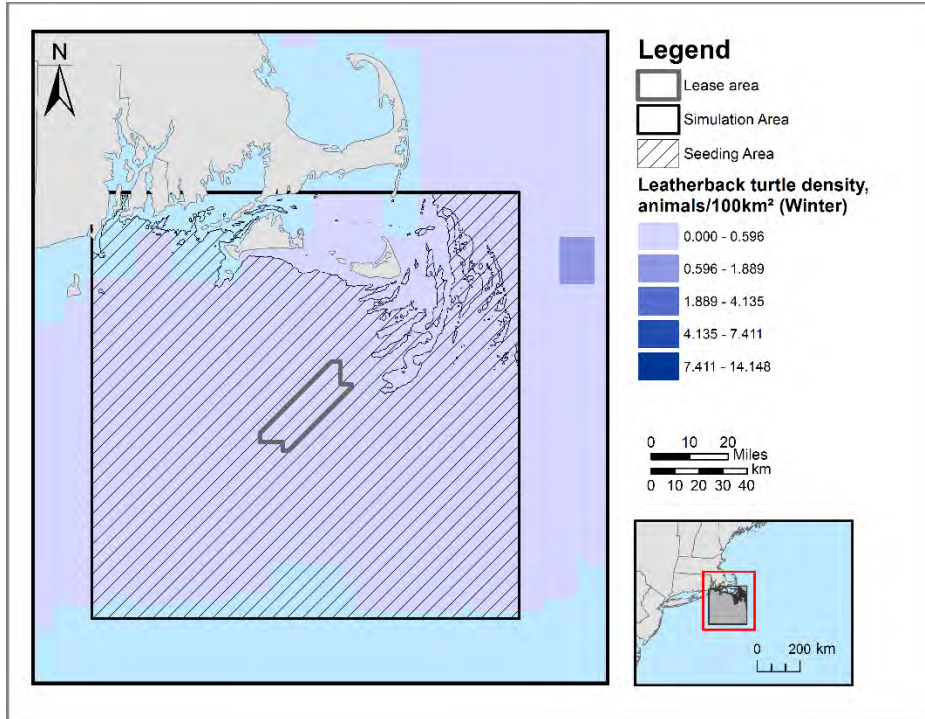 N
Legend
Lease area
Simulation Area
Seeding Area
Leatherback turtle density,
animals/100km² (Winter)
0.000 - 0.596
0.596 - 1.889
1.889 - 4.135
4.135 - 7.411
7.411 - 14.148
0 10 20
Miles
km
0 10 20 30 40
0 200 km